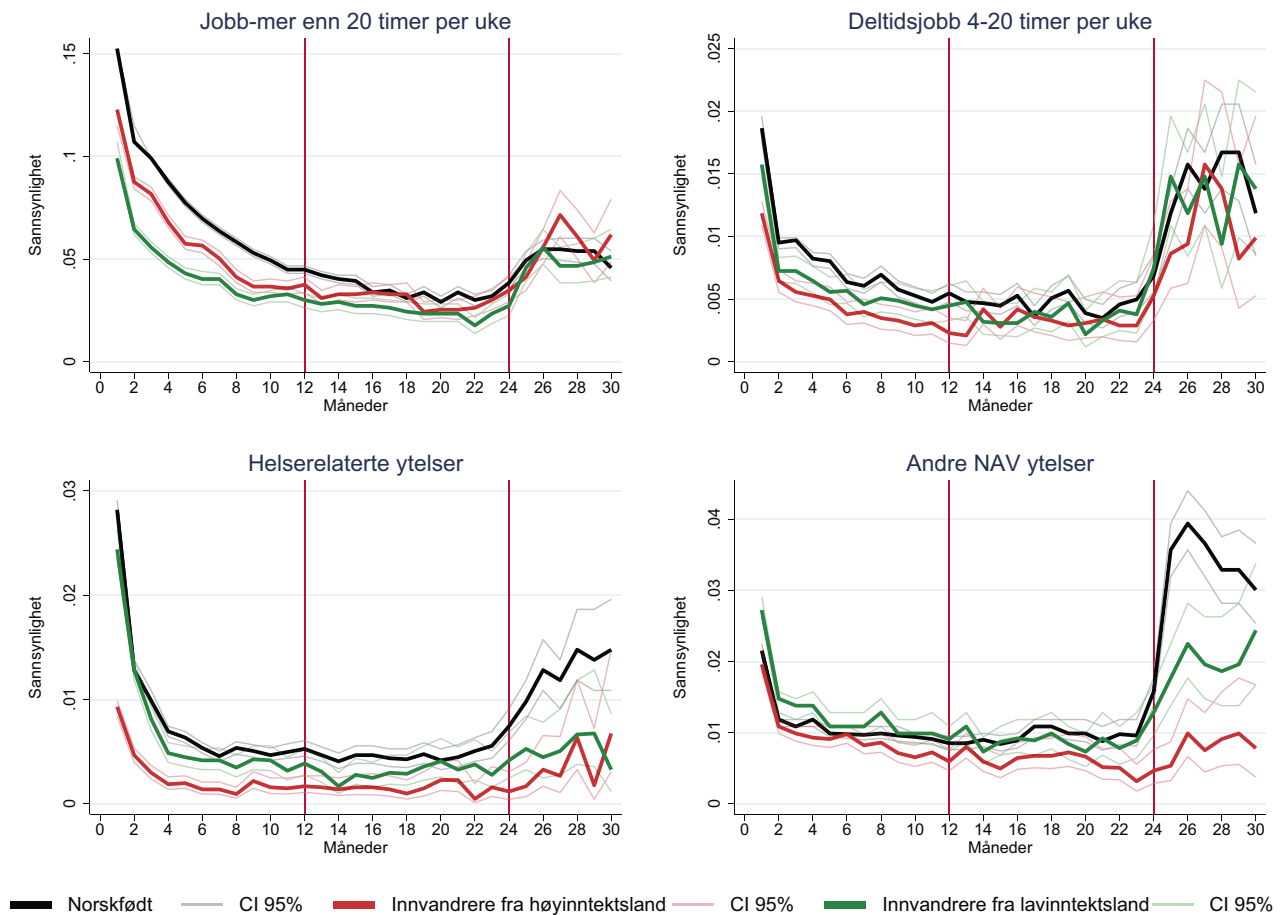 Jobb-mer enn 20 timer per uke
Sannsynlighet
.15
.1
.05
0
0 2 4 6 8 10 12 14 16 18 20 22 24 26 28 30
Måneder
Deltidsjobb 4-20 timer per uke
Sannsynlighet
.025
.02
.015
.01
.005
0
0 2 4 6 8 10 12 14 16 18 20 22 24 26 28 30
Måneder
Helserelaterte ytelser
Sannsynlighet
.03
.02
.01
0
0 2 4 6 8 10 12 14 16 18 20 22 24 26 28 30
Måneder
Andre NAV ytelser
Sannsynlighet
.04
.03
.02
.01
0
0 2 4 6 8 10 12 14 16 18 20 22 24 26 28 30
Måneder
Norskfødt CI 95% Innvandrere fra høyinntektsland CI 95% Innvandrere fra lavinntektsland CI 95%